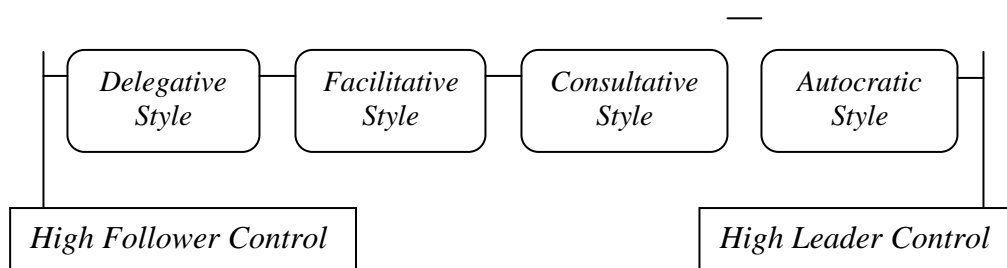 Delegative
Style
Facilitative
Style
Consultative
Style
Autocratic
Style
High Follower Control
High Leader Control